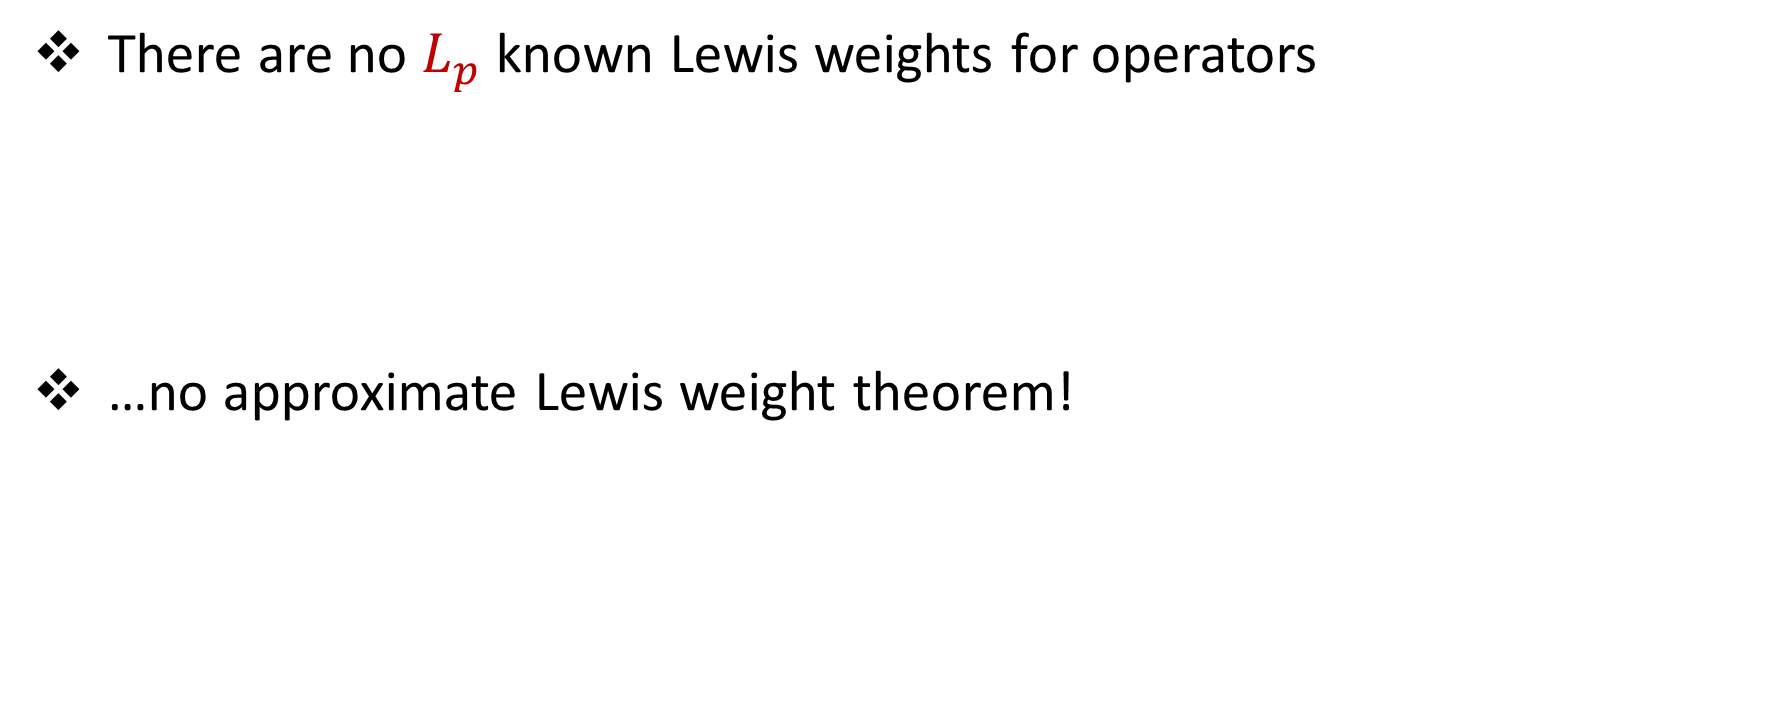 ❖ There are no $L_p$ known Lewis weights for operators
❖ …no approximate Lewis weight theorem!